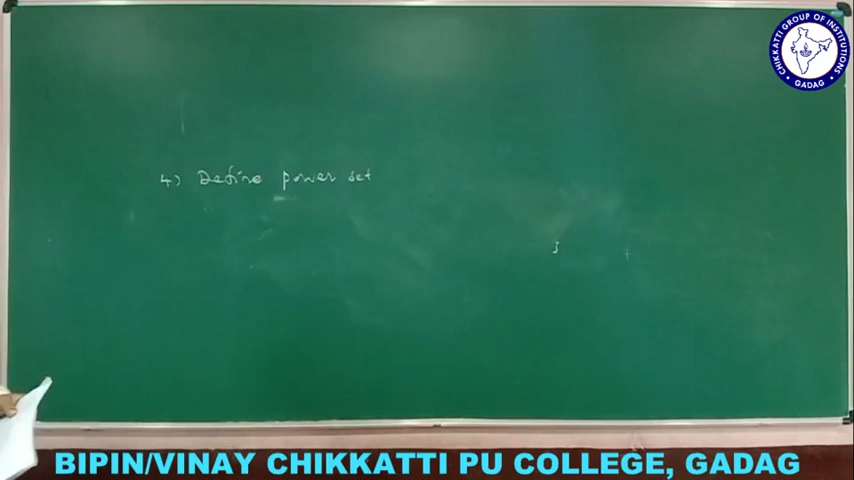 CHIKKATTI GROUP OF INSTITUTIONS
GADAG
4) Define power set
BIPIN/VINAY CHIKKATTI PU COLLEGE, GADAG